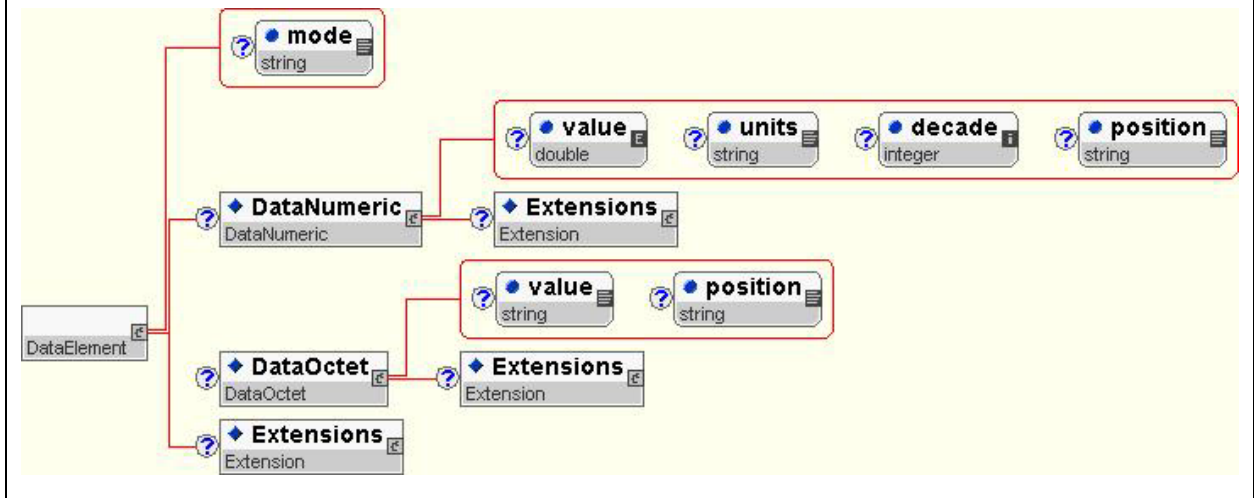 ? mode
string
? value E ? units ? decade i ? position
double string integer string
? DataNumeric ? Extensions
DataNumeric Extension
? value ? position
string string
DataElement
? DataOctet ? Extensions
DataOctet Extension
? Extensions
Extension